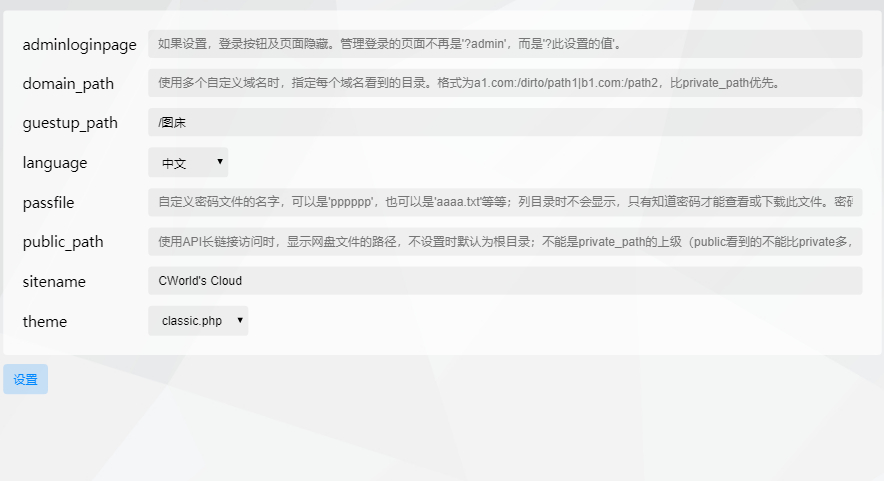 adminloginpage 如果设置，登录按钮及页面隐藏。管理登录的页面不再是'?admin'，而是'?此设置的值'。
domain_path 使用多个自定义域名时，指定每个域名看到的目录。格式为a1.com:/dirto/path1|b1.com:/path2，比private_path优先。
guestup_path /图床
language 中文
passfile 自定义密码文件的名字，可以是'pppppp'，也可以是'aaaa.txt'等等；列目录时不会显示，只有知道密码才能查看或下载此文件。密码
public_path 使用API长链接访问时，显示网盘文件的路径，不设置时默认为根目录；不能是private_path的上级（public看到的不能比private多，
sitename CWorld's Cloud
theme classic.php
设置